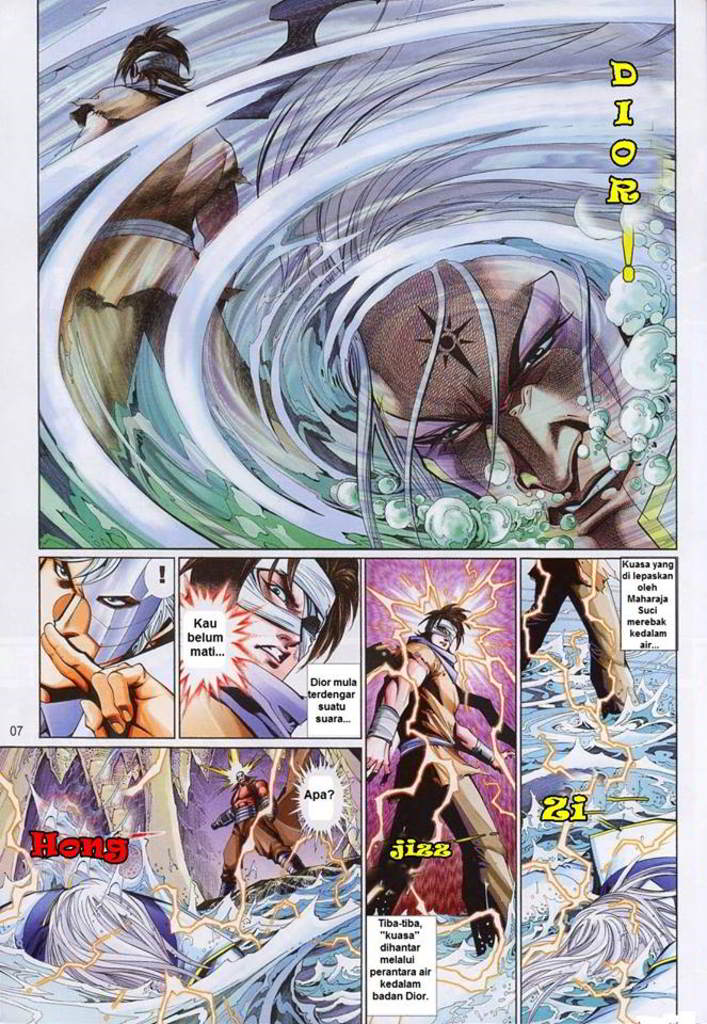 DIOR!
!
Kau
belum
mati...
Dior mula
terdengar
suatu
suara...
Kuasa yang
di lepaskan
oleh
Maharaja
Suci
merebak
kedalam
air...
07
Apa?
Hong
jizz
Zi
Tiba-tiba,
"kuasa"
dihantar
melalui
perantara air
kedalam
badan Dior.